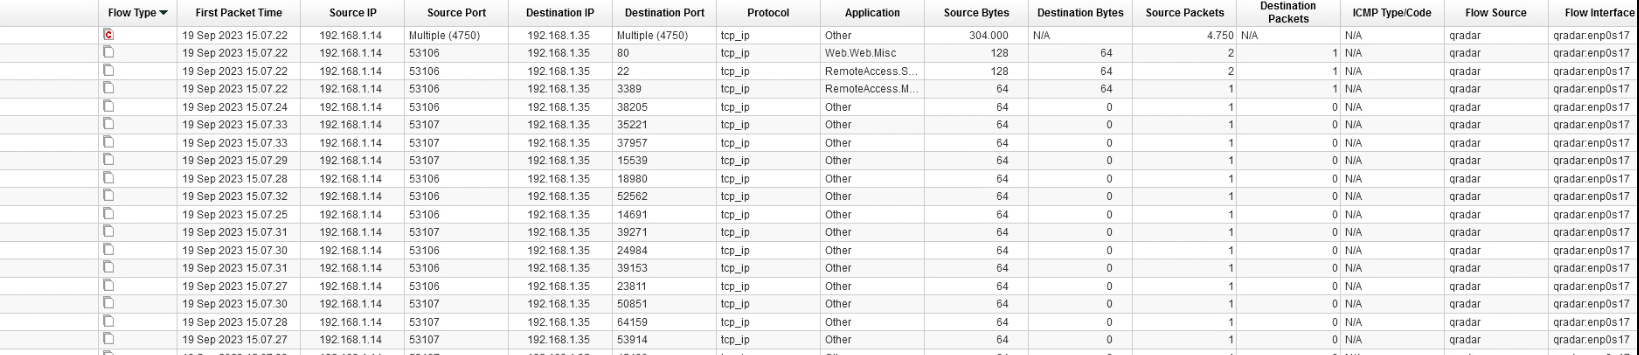 Flow Type First Packet Time Source IP Source Port Destination IP Destination Port Protocol Application Source Bytes Destination Bytes Source Packets Destination Packets ICMP Type/Code Flow Source Flow Interface
19 Sep 2023 15.07.22 192.168.1.14 Multiple (4750) 192.168.1.35 Multiple (4750) tcp_ip Other 304.000 N/A 4.750 N/A N/A qradar qradar:enp0s17
19 Sep 2023 15.07.22 192.168.1.14 53106 192.168.1.35 80 tcp_ip Web.Web.Misc 128 64 2 1 N/A qradar qradar:enp0s17
19 Sep 2023 15.07.22 192.168.1.14 53106 192.168.1.35 22 tcp_ip RemoteAccess.S... 128 64 2 1 N/A qradar qradar:enp0s17
19 Sep 2023 15.07.22 192.168.1.14 53106 192.168.1.35 3389 tcp_ip RemoteAccess.M... 64 64 1 1 N/A qradar qradar:enp0s17
19 Sep 2023 15.07.24 192.168.1.14 53106 192.168.1.35 38205 tcp_ip Other 64 0 1 0 N/A qradar qradar:enp0s17
19 Sep 2023 15.07.33 192.168.1.14 53107 192.168.1.35 35221 tcp_ip Other 64 0 1 0 N/A qradar qradar:enp0s17
19 Sep 2023 15.07.33 192.168.1.14 53107 192.168.1.35 37957 tcp_ip Other 64 0 1 0 N/A qradar qradar:enp0s17
19 Sep 2023 15.07.29 192.168.1.14 53107 192.168.1.35 15539 tcp_ip Other 64 0 1 0 N/A qradar qradar:enp0s17
19 Sep 2023 15.07.28 192.168.1.14 53106 192.168.1.35 18980 tcp_ip Other 64 0 1 0 N/A qradar qradar:enp0s17
19 Sep 2023 15.07.32 192.168.1.14 53107 192.168.1.35 52562 tcp_ip Other 64 0 1 0 N/A qradar qradar:enp0s17
19 Sep 2023 15.07.25 192.168.1.14 53106 192.168.1.35 14691 tcp_ip Other 64 0 1 0 N/A qradar qradar:enp0s17
19 Sep 2023 15.07.31 192.168.1.14 53107 192.168.1.35 39271 tcp_ip Other 64 0 1 0 N/A qradar qradar:enp0s17
19 Sep 2023 15.07.30 192.168.1.14 53106 192.168.1.35 24984 tcp_ip Other 64 0 1 0 N/A qradar qradar:enp0s17
19 Sep 2023 15.07.31 192.168.1.14 53106 192.168.1.35 39153 tcp_ip Other 64 0 1 0 N/A qradar qradar:enp0s17
19 Sep 2023 15.07.27 192.168.1.14 53106 192.168.1.35 23811 tcp_ip Other 64 0 1 0 N/A qradar qradar:enp0s17
19 Sep 2023 15.07.30 192.168.1.14 53107 192.168.1.35 50851 tcp_ip Other 64 0 1 0 N/A qradar qradar:enp0s17
19 Sep 2023 15.07.28 192.168.1.14 53107 192.168.1.35 64159 tcp_ip Other 64 0 1 0 N/A qradar qradar:enp0s17
19 Sep 2023 15.07.27 192.168.1.14 53107 192.168.1.35 53914 tcp_ip Other 64 0 1 0 N/A qradar qradar:enp0s17